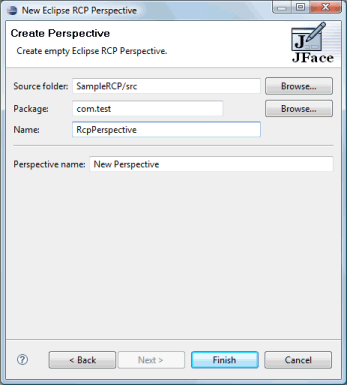 New Eclipse RCP Perspective
Create Perspective
Create empty Eclipse RCP Perspective.
JFace
Source folder: SampleRCP/src Browse...
Package: com.test Browse...
Name: RcpPerspective
Perspective name: New Perspective
? < Back Next > Finish Cancel